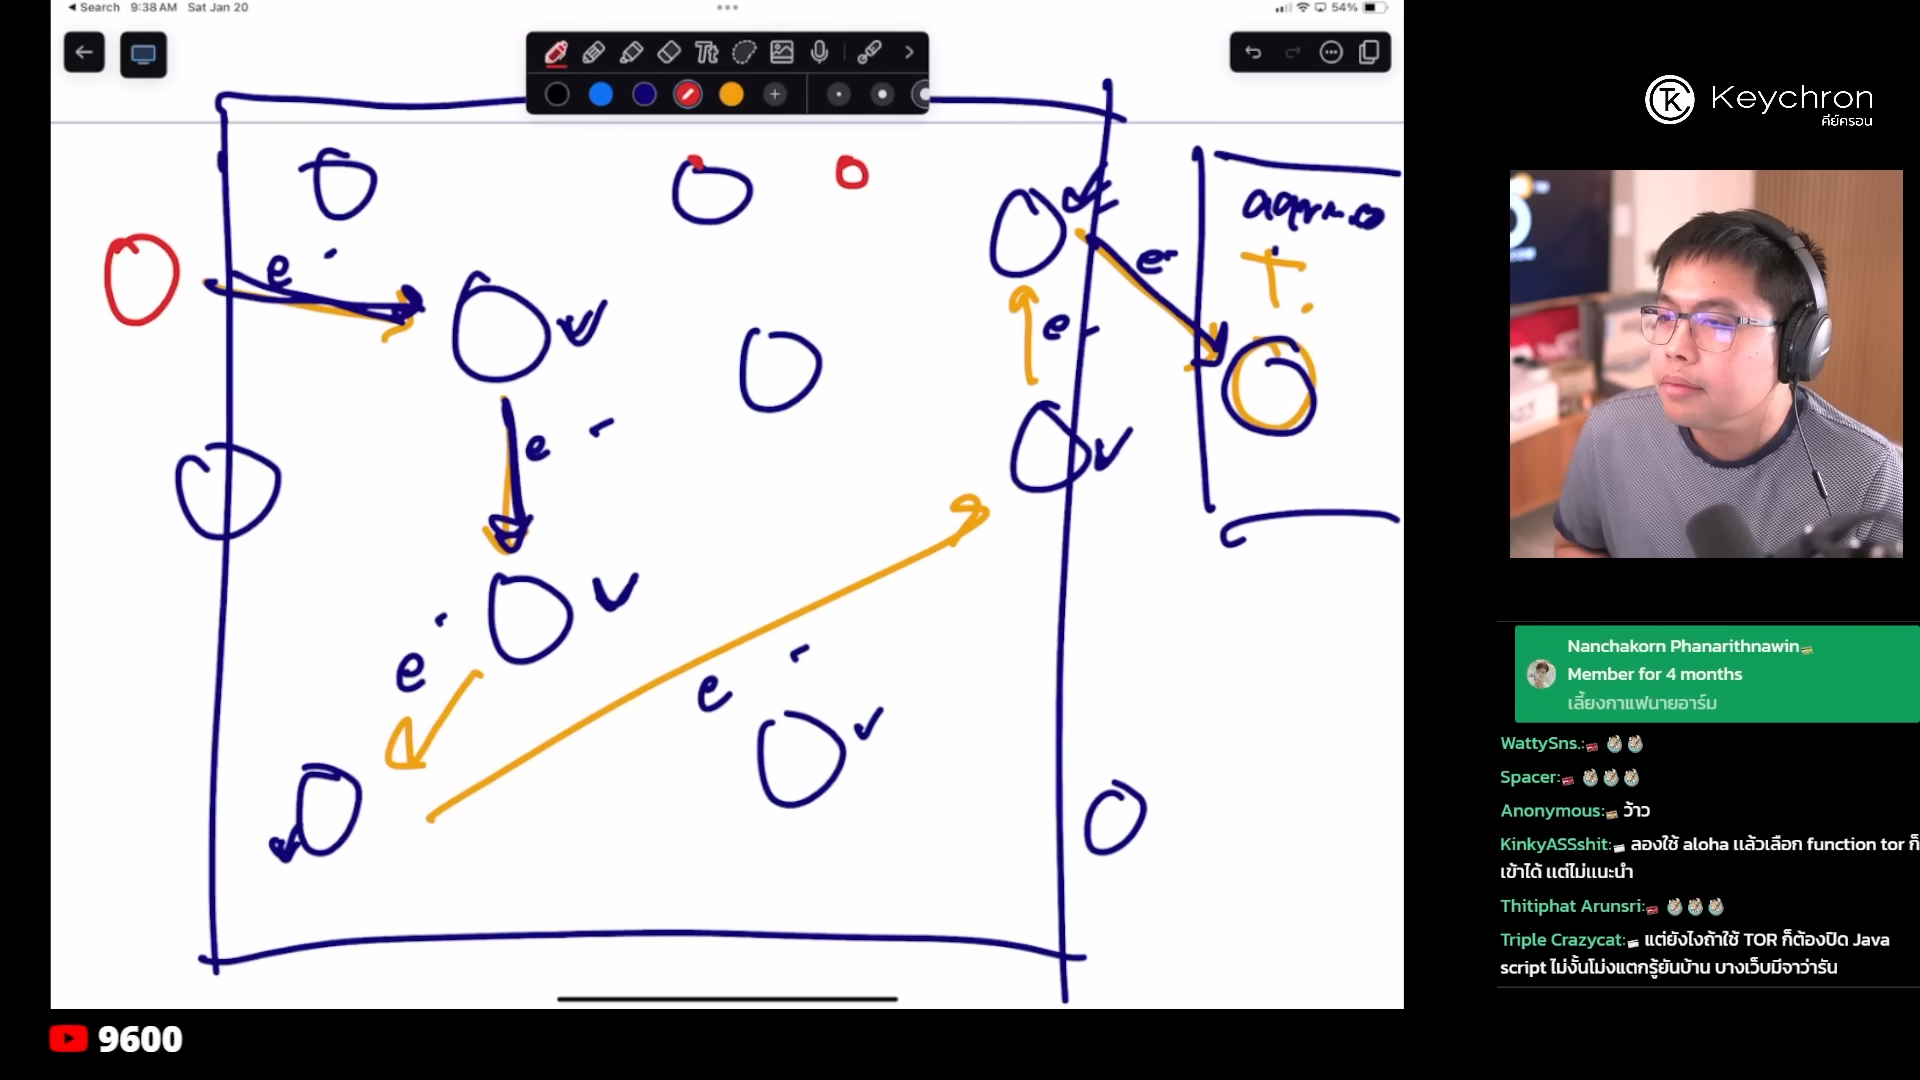 Search 9:38 AM Sat Jan 20
54%
Tt
Keychron
คีย์ครอน
e
e
e
e
e
e
Nanchakorn Phanarithnawin
Member for 4 months
เลี้ยงกาแฟนายอาร์ม
WattySns.:
Spacer:
Anonymous: ว้าว
KinkyASSshit: ลองใช้ aloha แล้วเลือก function tor ก็
เข้าได้ แต่ไม่แนะนำ
Thitiphat Arunsri:
Triple Crazycat: แต่ยังไงถ้าใช้ TOR ก็ต้องปิด Java
script ไม่งั้นโม่งแตกรู้ยันบ้าน บางเว็บมีจาว่ารัน
9600